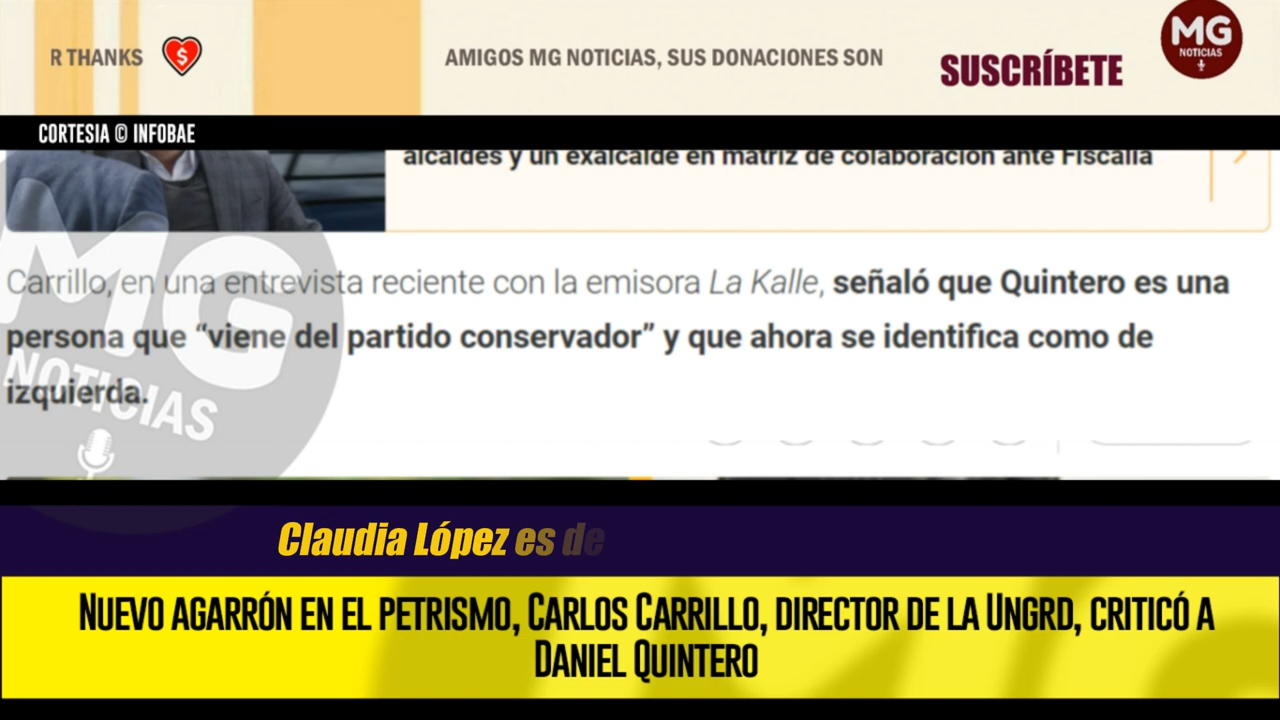 R THANKS
AMIGOS MG NOTICIAS, SUS DONACIONES SON
SUSCRÍBETE
MG
NOTICIAS
CORTESIA © INFOBAE
alcaldes y un exalcalde en matriz de colaboración ante Fiscalía
Carrillo, en una entrevista reciente con la emisora La Kalle, señaló que Quintero es una
persona que “viene del partido conservador” y que ahora se identifica como de
izquierda.
MG
NOTICIAS
Claudia López es de
NUEVO AGARRÓN EN EL PETRISMO, CARLOS CARRILLO, DIRECTOR DE LA UNGRD, CRITICÓ A
DANIEL QUINTERO